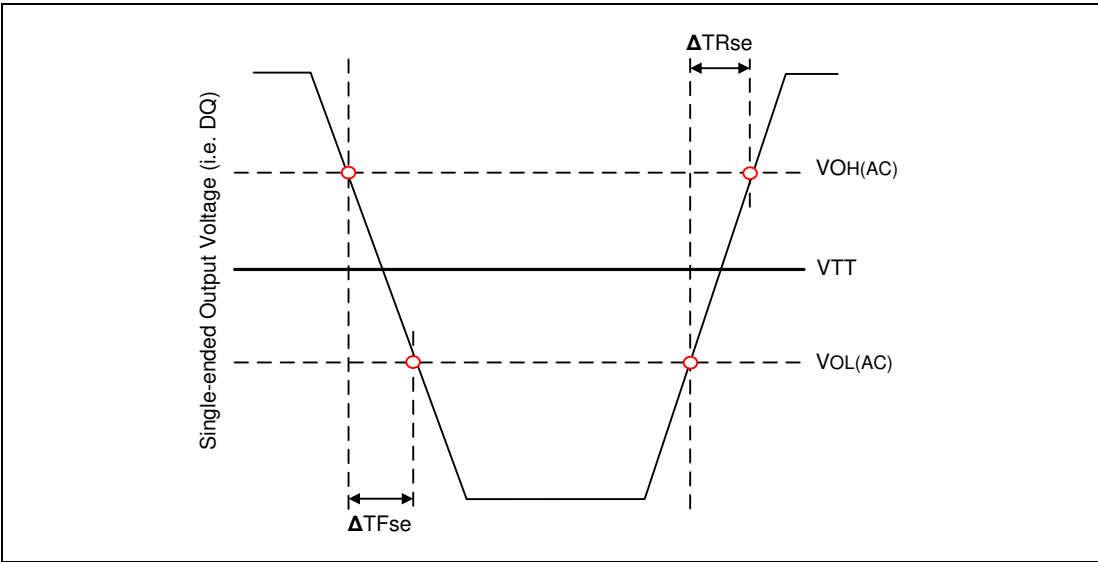 ΔTRse
Single-ended Output Voltage (i.e. DQ)
VOH(AC)
VTT
VOL(AC)
ΔTFse